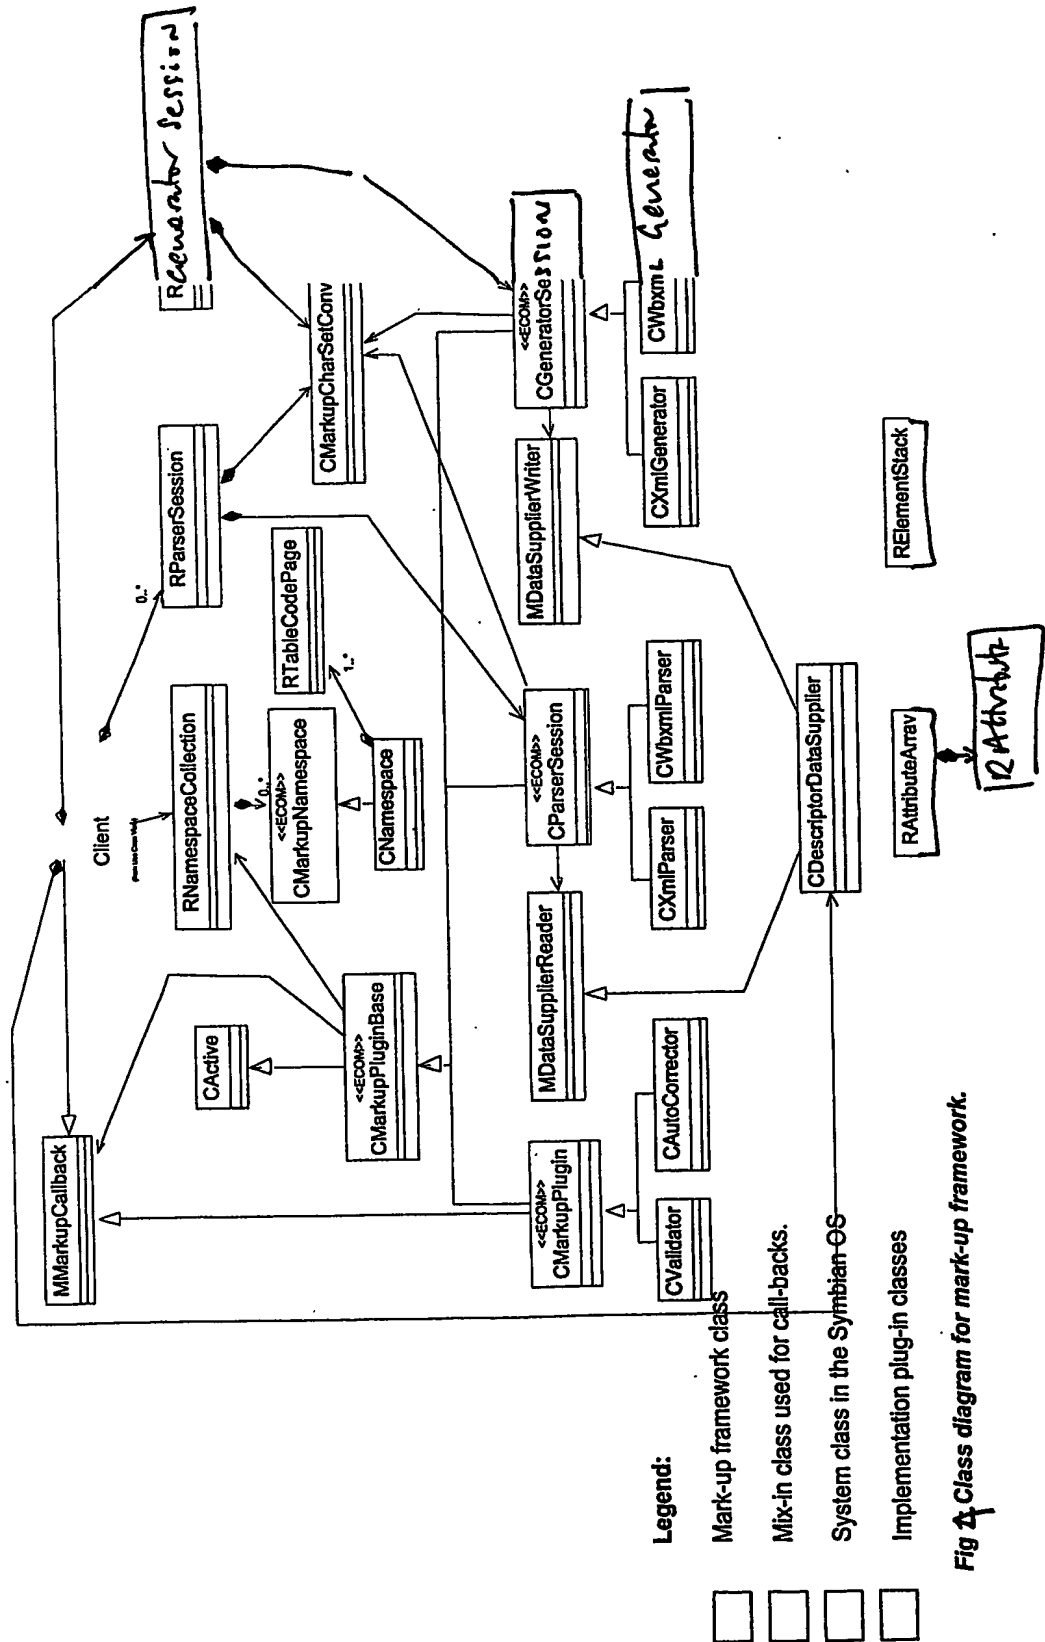 MMarkupCallback
Client
RGenerator Session
RParserSession
0..*
RNamespaceCollection
CActive
RTableCodePage
1..*
0..*
<<ECOM>>
CMarkupNamespace
CNamespace
CMarkupCharSetConv
<<ECOM>>
CMarkupPluginBase
<<ECOM>>
CMarkupPlugin
MDataSupplierReader
<<ECOM>>
CParserSession
MDataSupplierWriter
<<ECOM>>
CGeneratorSession
CValidator
CAutoCorrector
CXmlParser
CWbxmlParser
CXmlGenerator
CWbxmL Generator
CDescriptorDataSupplier
RAttributeArray
RElementStack
RAttribute
Legend:
Mark-up framework class
Mix-in class used for call-backs.
System class in the Symbian OS
Implementation plug-in classes
Fig Class diagram for mark-up framework.